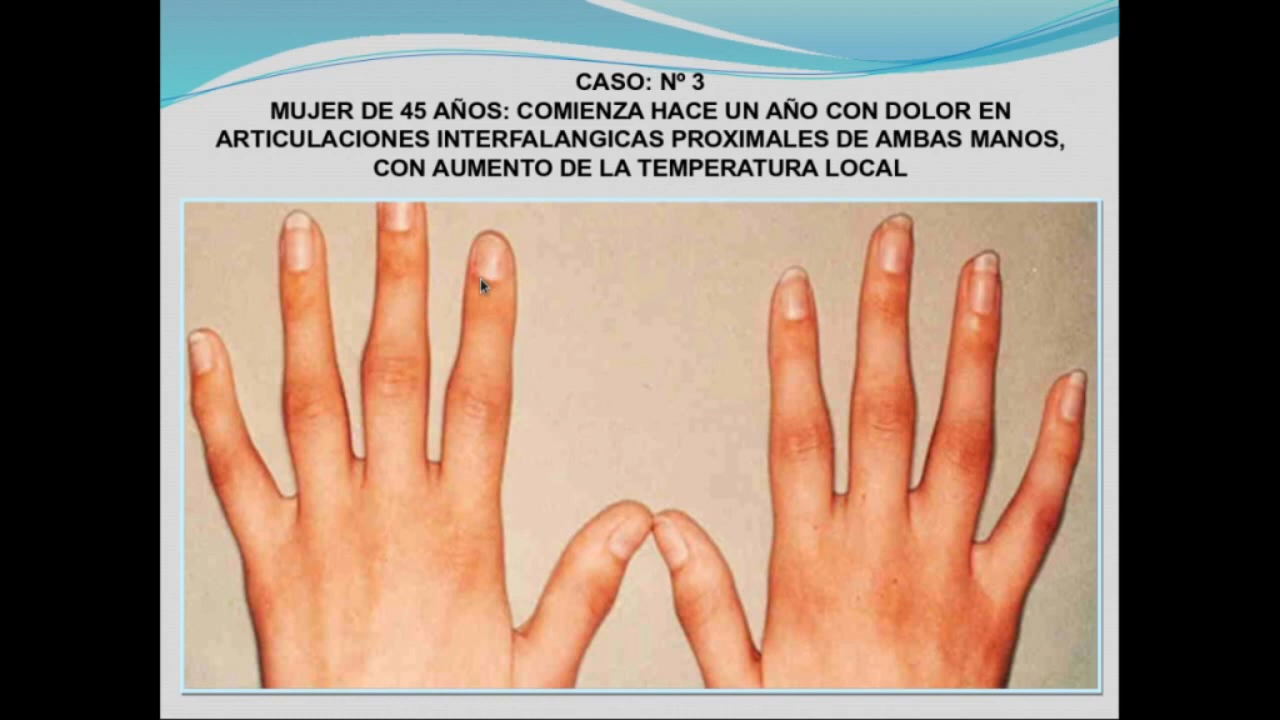 CASO: Nº 3
MUJER DE 45 AÑOS: COMIENZA HACE UN AÑO CON DOLOR EN
ARTICULACIONES INTERFALANGICAS PROXIMALES DE AMBAS MANOS,
CON AUMENTO DE LA TEMPERATURA LOCAL